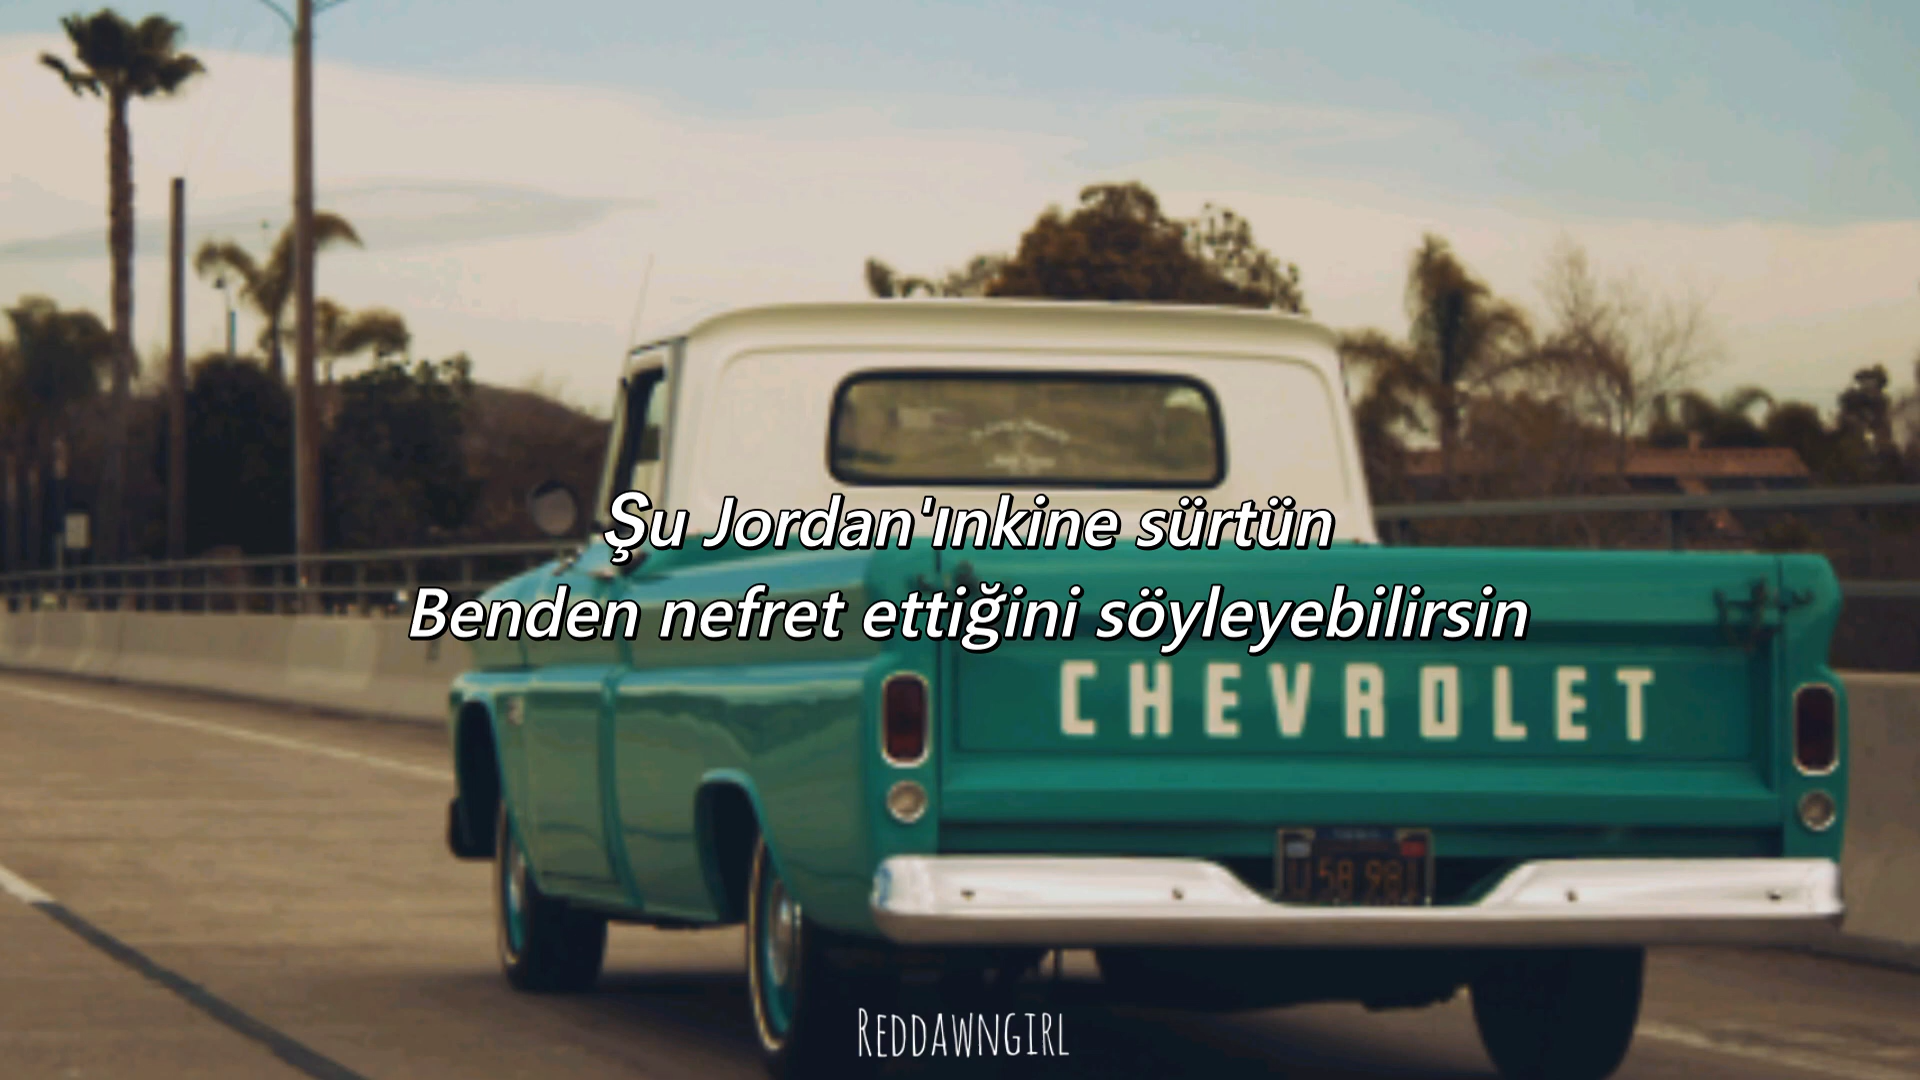 Şu Jordan'ınkine sürtün
Benden nefret ettiğini söyleyebilirsin
CHEVROLET
REDDAWNGIRL